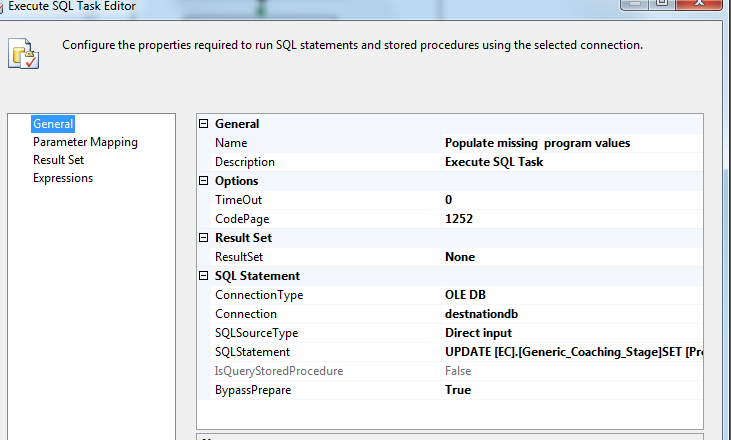 Execute SQL Task Editor
Configure the properties required to run SQL statements and stored procedures using the selected connection.
General
Parameter Mapping
Result Set
Expressions
General
Name Populate missing  program values
Description Execute SQL Task
Options
TimeOut 0
CodePage 1252
Result Set
ResultSet None
SQL Statement
ConnectionType OLE DB
Connection destnationdb
SQLSourceType Direct input
SQLStatement UPDATE [EC].[Generic_Coaching_Stage]SET [Pro
IsQueryStoredProcedure False
BypassPrepare True